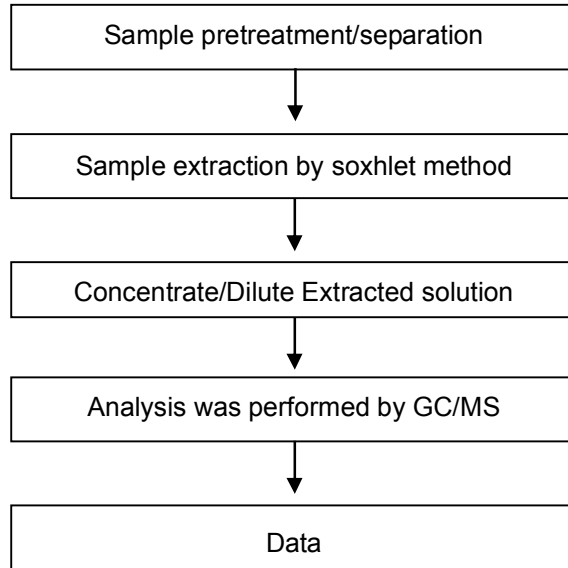 Sample pretreatment/separation
Sample extraction by soxhlet method
Concentrate/Dilute Extracted solution
Analysis was performed by GC/MS
Data